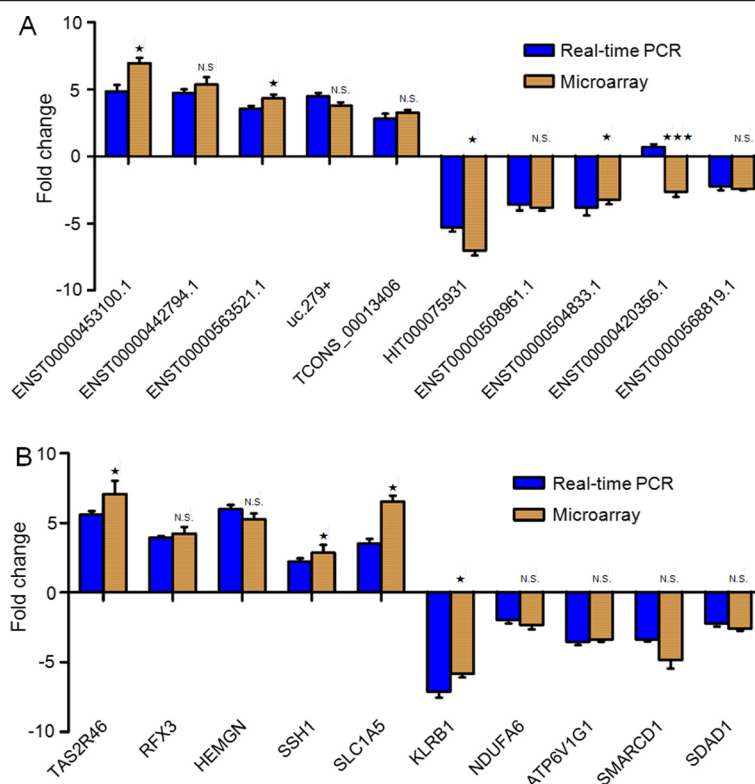 A
10
5
0
-5
-10
Fold change
Real-time PCR
Microarray
★ N.S ★ N.S. N.S. ★ N.S. ★ ★★★ N.S.
ENST00000453100.1
ENST00000442794.1
ENST00000563521.1
uc.279+
TCONS_00013406
HIT000075931
ENST00000508961.1
ENST00000504833.1
ENST00000420356.1
ENST00000568819.1
B
10
5
0
-5
-10
Fold change
Real-time PCR
Microarray
★ N.S. N.S. ★ ★ ★ N.S. N.S. N.S. N.S.
TAS2R46
RFX3
HEMGN
SSH1
SLC1A5
KLRB1
NDUFA6
ATP6V1G1
SMARCD1
SDAD1